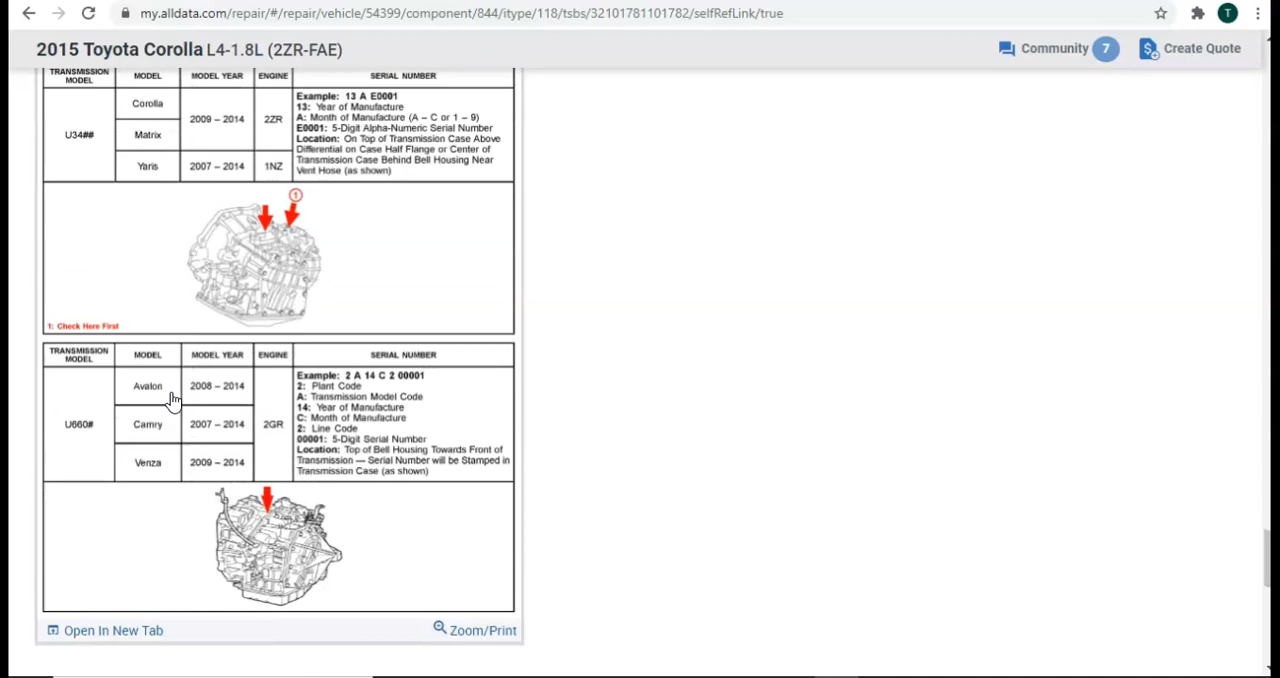 my.alldata.com/repair/#/repair/vehicle/54399/component/844/itype/118/tsbs/32101781101782/selfRefLink/true
T
2015 Toyota Corolla L4-1.8L (2ZR-FAE)
Community 7
Create Quote
TRANSMISSION MODEL
MODEL
MODEL YEAR
ENGINE
SERIAL NUMBER
U34##
Corolla
Matrix
2009 – 2014
2ZR
Yaris
2007 – 2014
1NZ
Example: 13 A E0001
13: Year of Manufacture
A: Month of Manufacture (A – C or 1 – 9)
E0001: 5-Digit Alpha-Numeric Serial Number
Location: On Top of Transmission Case Above
Differential on Case Half Flange or Center of
Transmission Case Behind Bell Housing Near
Vent Hose (as shown)
1
1: Check Here First
TRANSMISSION
MODEL
MODEL
MODEL YEAR
ENGINE
SERIAL NUMBER
U660#
Avalon
2008 – 2014
Camry
2007 – 2014
Venza
2009 – 2014
2GR
Example: 2 A 14 C 2 00001
2: Plant Code
A: Transmission Model Code
14: Year of Manufacture
C: Month of Manufacture
2: Line Code
00001: 5-Digit Serial Number
Location: Top of Bell Housing Towards Front of
Transmission — Serial Number will be Stamped in
Transmission Case (as shown)
Open In New Tab
Zoom/Print